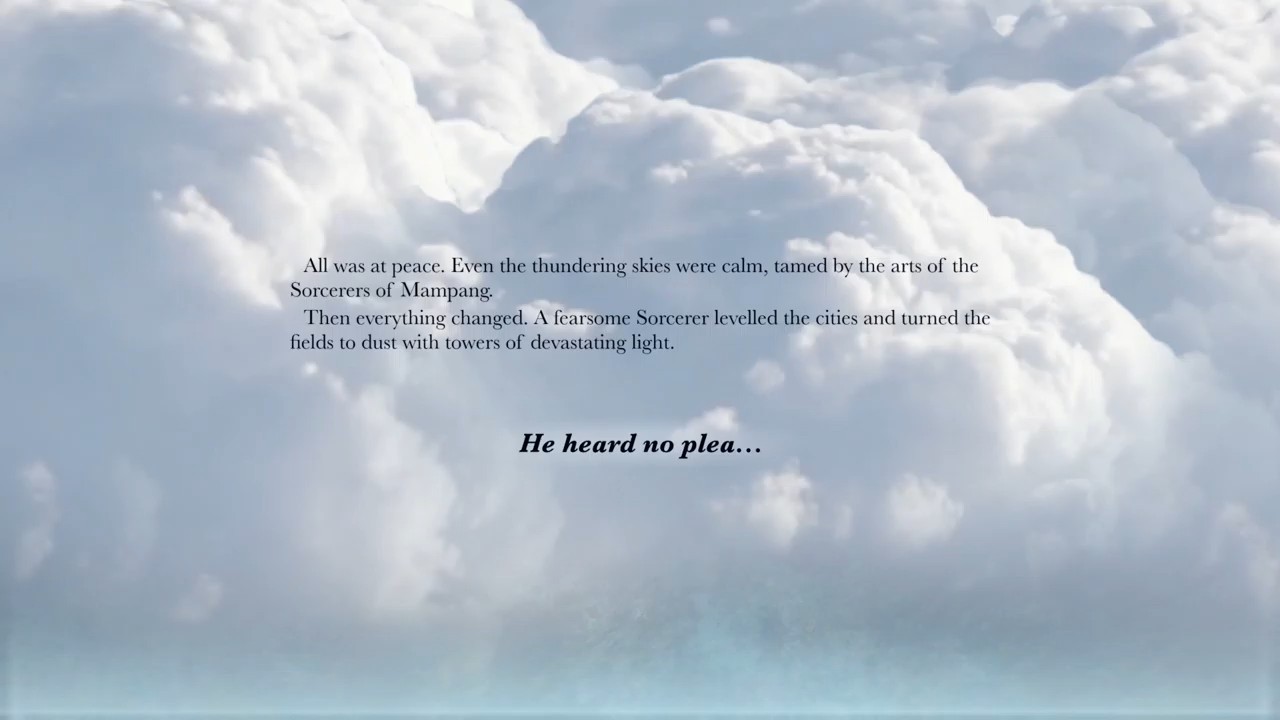 All was at peace. Even the thundering skies were calm, tamed by the arts of the
Sorcerers of Mampang.
Then everything changed. A fearsome Sorcerer levelled the cities and turned the
fields to dust with towers of devastating light.
He heard no plea…